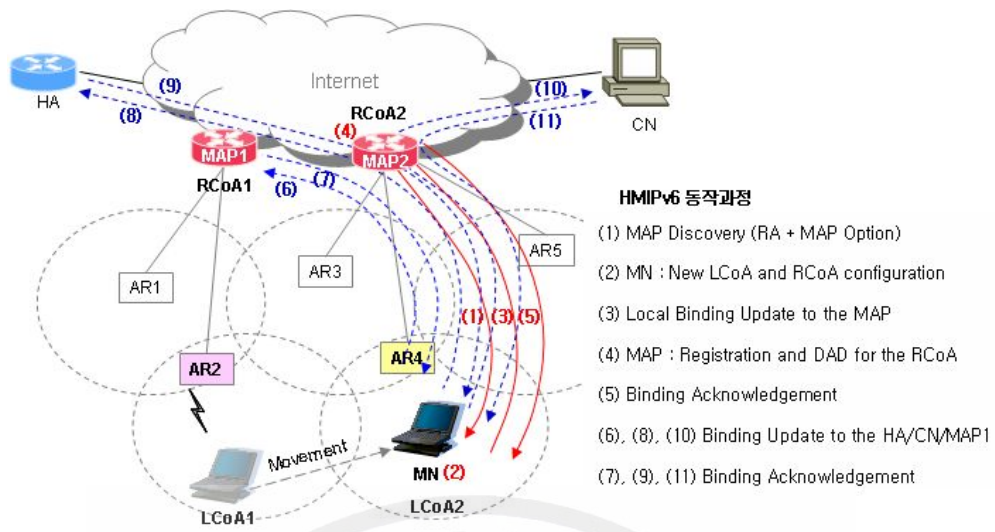 Internet
HA
(9)
(8)
RCoA2
(4)
(10)
(11)
CN
MAP1
MAP2
RCoA1
(6)
(7)
AR1
AR3
AR5
(1)
(3)
(5)
AR2
AR4
Movement
MN (2)
LCoA1
LCoA2
HMIPv6 동작과정
(1) MAP Discovery (RA + MAP Option)
(2) MN : New LCoA and RCoA configuration
(3) Local Binding Update to the MAP
(4) MAP : Registration and DAD for the RCoA
(5) Binding Acknowledgement
(6), (8), (10) Binding Update to the HA/CN/MAP1
(7), (9), (11) Binding Acknowledgement